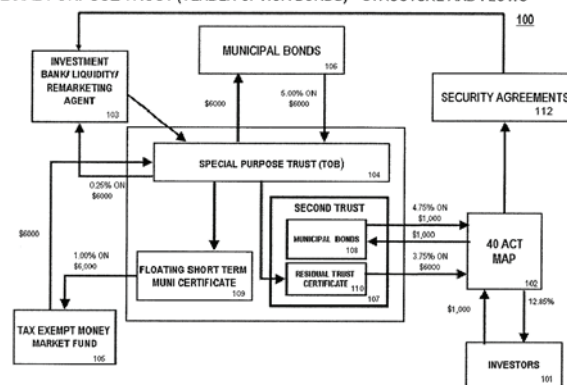 100
INVESTMENT
BANK/ LIQUIDITY/
REMARKETING
AGENT
103
MUNICIPAL BONDS
106
SECURITY AGREEMENTS
112
$6000
5.00% ON
$6000
SPECIAL PURPOSE TRUST (TOB)
104
0.25% ON
$6000
$6000
SECOND TRUST
MUNICIPAL BONDS
108
RESIDUAL TRUST
CERTIFICATE
110
107
4.75% ON
$1,000
$1,000
3.75% ON
$6000
40 ACT
MAP
102
1.00% ON
$6,000
FLOATING SHORT TERM
MUNI CERTIFICATE
109
TAX EXEMPT MONEY
MARKET FUND
105
$1,000
12.85%
INVESTORS
101